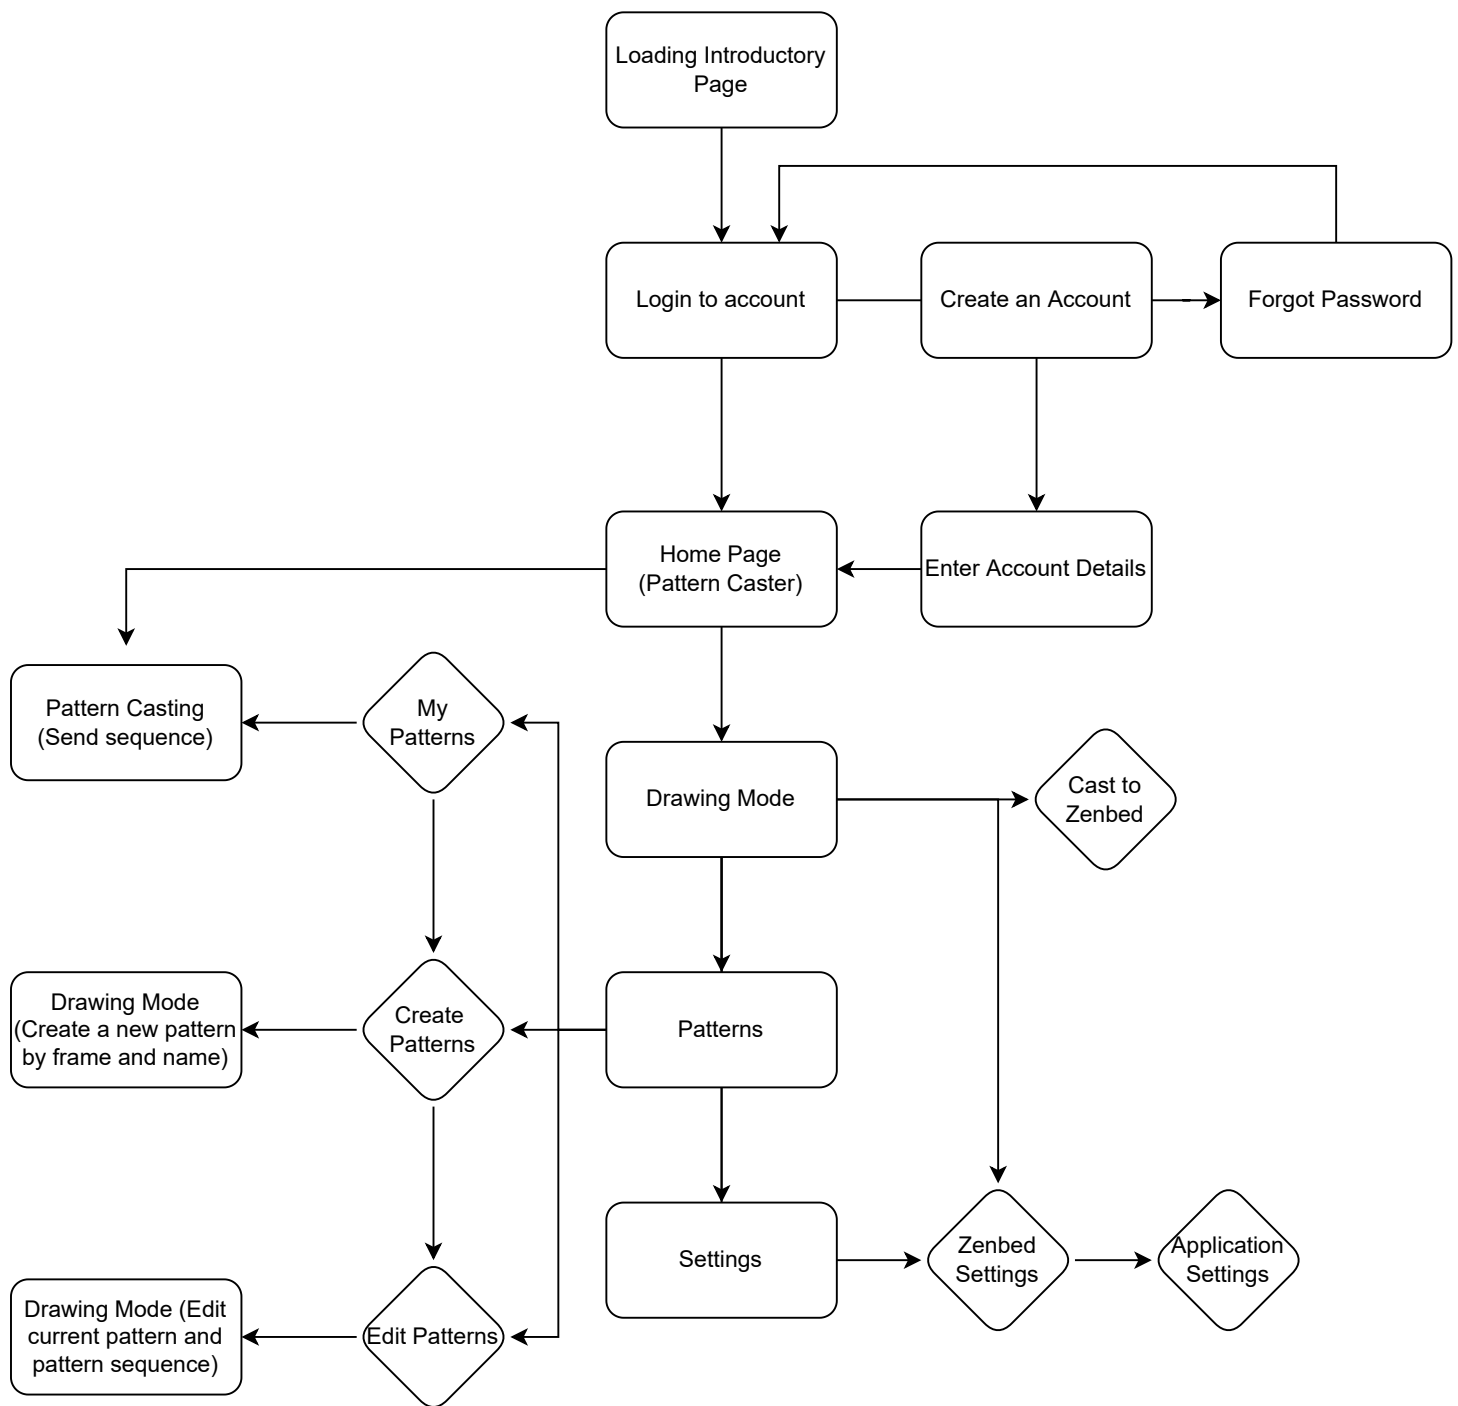 Loading Introductory
Page
Login to account
Create an Account
Forgot Password
Home Page
(Pattern Caster)
Enter Account Details
Pattern Casting
(Send sequence)
My
Patterns
Drawing Mode
Cast to
Zenbed
Drawing Mode
(Create a new pattern
by frame and name)
Create
Patterns
Patterns
Settings
Zenbed
Settings
Application
Settings
Drawing Mode (Edit
current pattern and
pattern sequence)
Edit Patterns